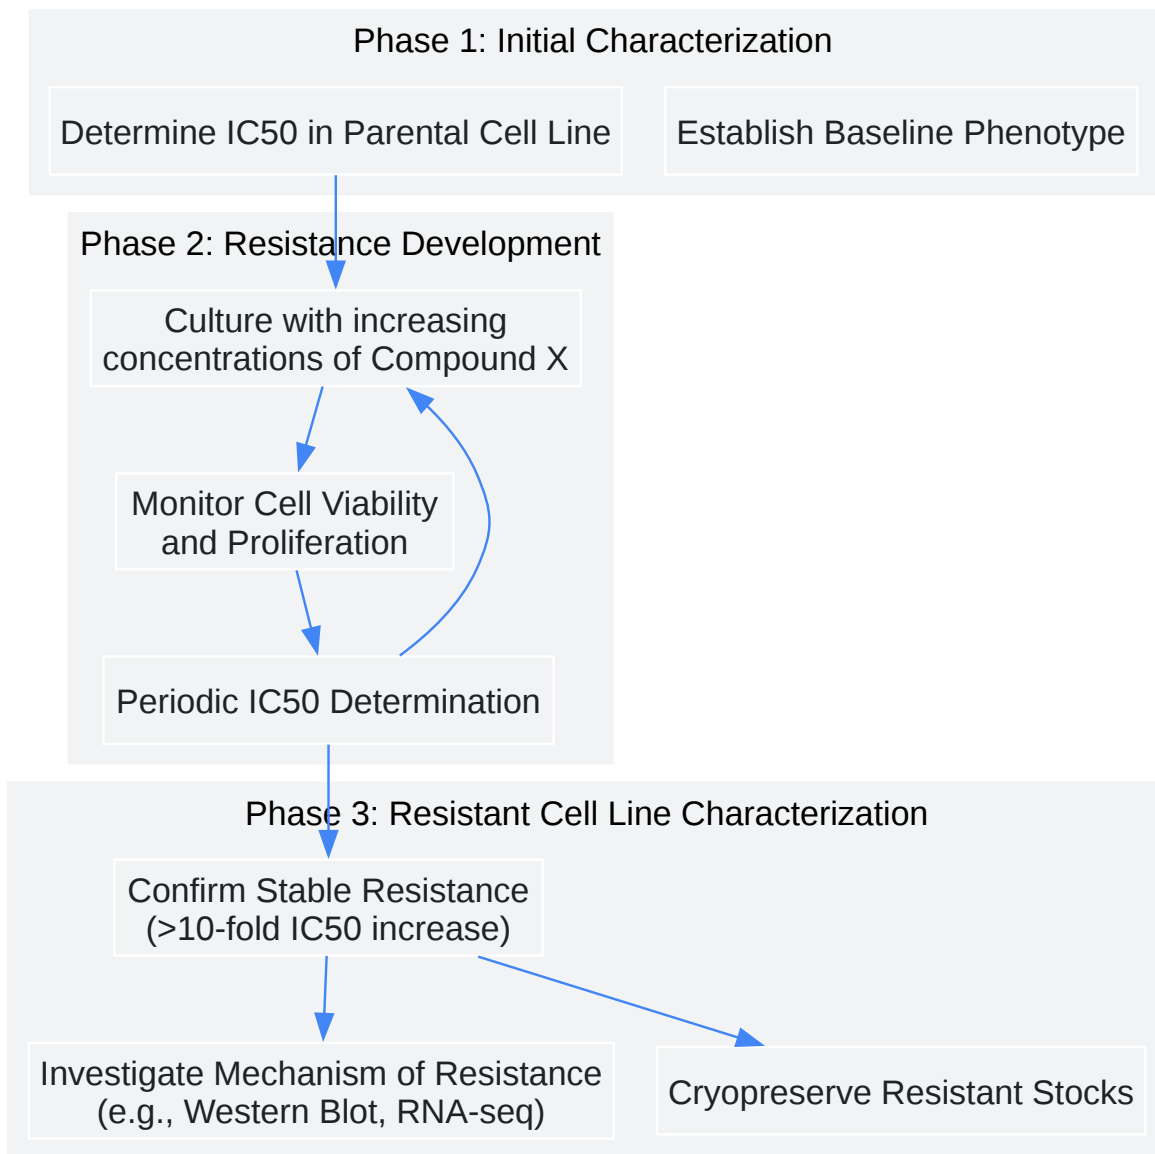 Phase 1: Initial Characterization
Determine IC50 in Parental Cell Line
Establish Baseline Phenotype
Phase 2: Resistance Development
Culture with increasing
concentrations of Compound X
Monitor Cell Viability
and Proliferation
Periodic IC50 Determination
Phase 3: Resistant Cell Line Characterization
Confirm Stable Resistance
(>10-fold IC50 increase)
Investigate Mechanism of Resistance
(e.g., Western Blot, RNA-seq)
Cryopreserve Resistant Stocks